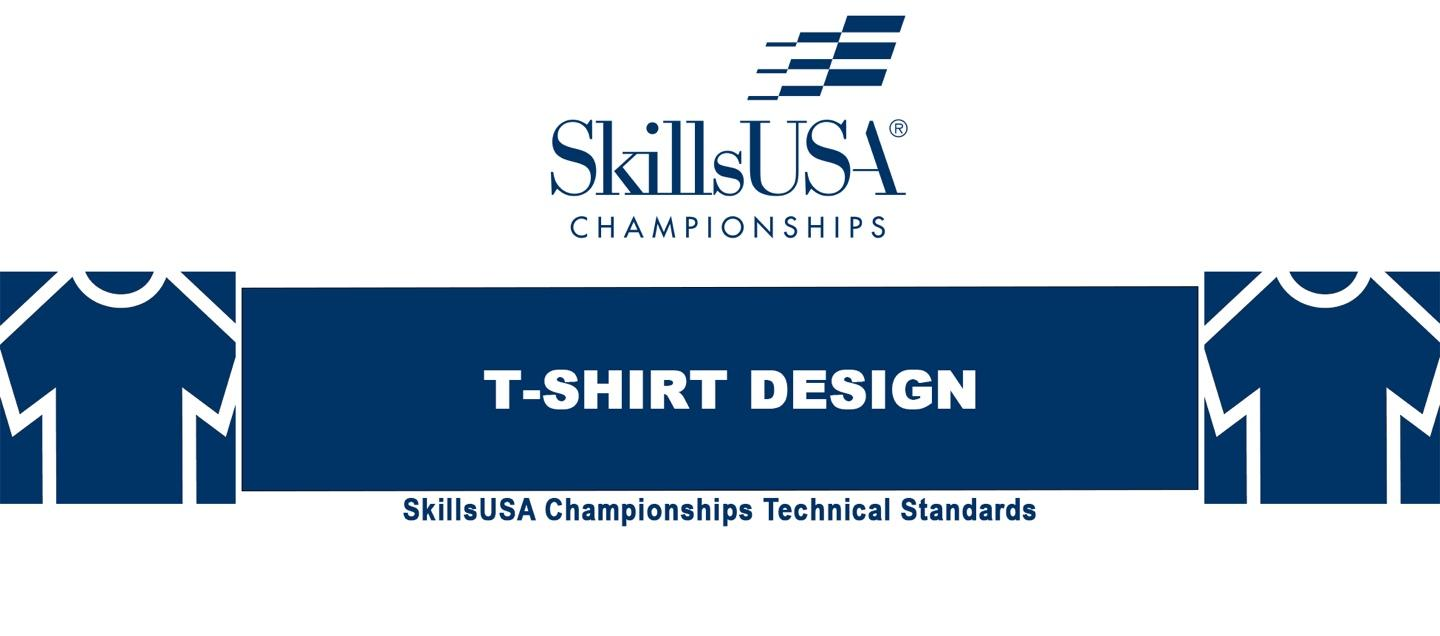 SkillsUSA®
CHAMPIONSHIPS
T-SHIRT DESIGN
SkillsUSA Championships Technical Standards